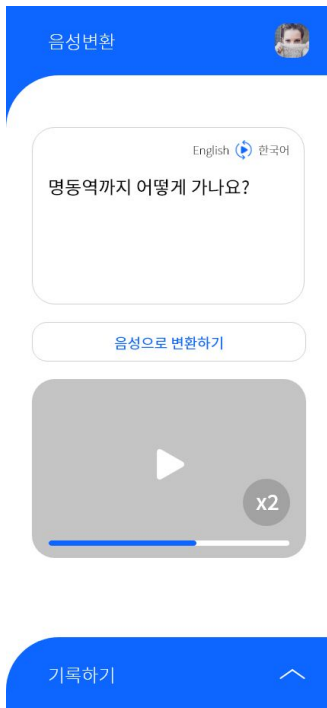 음성변환
English 한국어
명동역까지 어떻게 가나요?
음성으로 변환하기
x2
기록하기